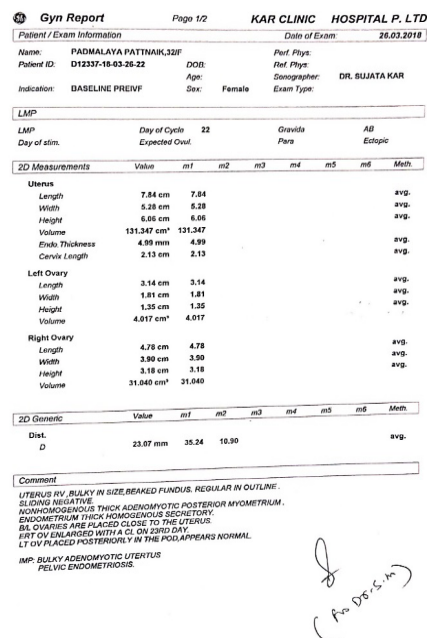 Gyn Report Page 1/2 KAR CLINIC HOSPITAL P. LTD
Patient / Exam Information Date of Exam: 26.03.2018
Name: PADMALAYA PATTNAIK,32/F Perf. Phys:
Patient ID: D12337-18-03-26-22 DOB: Ref. Phys:
Age: Sonographer: DR. SUJATA KAR
Indication: BASELINE PREIVF Sex: Female Exam Type:
LMP
LMP Day of Cycle 22 Gravida AB
Day of stim. Expected Ovul. Para Ectopic
2D Measurements Value m1 m2 m3 m4 m5 m6 Meth.
Uterus
Length 7.84 cm 7.84 avg.
Width 5.28 cm 5.28 avg.
Height 6.06 cm 6.06 avg.
Volume 131.347 cm³ 131.347
Endo. Thickness 4.99 mm 4.99 avg.
Cervix Length 2.13 cm 2.13 avg.
Left Ovary
Length 3.14 cm 3.14 avg.
Width 1.81 cm 1.81 avg.
Height 1.35 cm 1.35 avg.
Volume 4.017 cm³ 4.017
Right Ovary
Length 4.78 cm 4.78 avg.
Width 3.90 cm 3.90 avg.
Height 3.18 cm 3.18 avg.
Volume 31.040 cm³ 31.040
2D Generic Value m1 m2 m3 m4 m5 m6 Meth.
Dist.
D 23.07 mm 35.24 10.90 avg.
Comment
UTERUS RV ,BULKY IN SIZE,BEAKED FUNDUS. REGULAR IN OUTLINE .
SLIDING NEGATIVE.
NONHOMOGENOUS THICK ADENOMYOTIC POSTERIOR MYOMETRIUM .
ENDOMETRIUM THICK HOMOGENOUS SECRETORY.
B/L OVARIES ARE PLACED CLOSE TO THE UTERUS.
ERT OV ENLARGED WITH A CL ON 23RD DAY.
LT OV PLACED POSTERIORLY IN THE POD,APPEARS NORMAL.
IMP: BULKY ADENOMYOTIC UTERTUS
PELVIC ENDOMETRIOSIS.